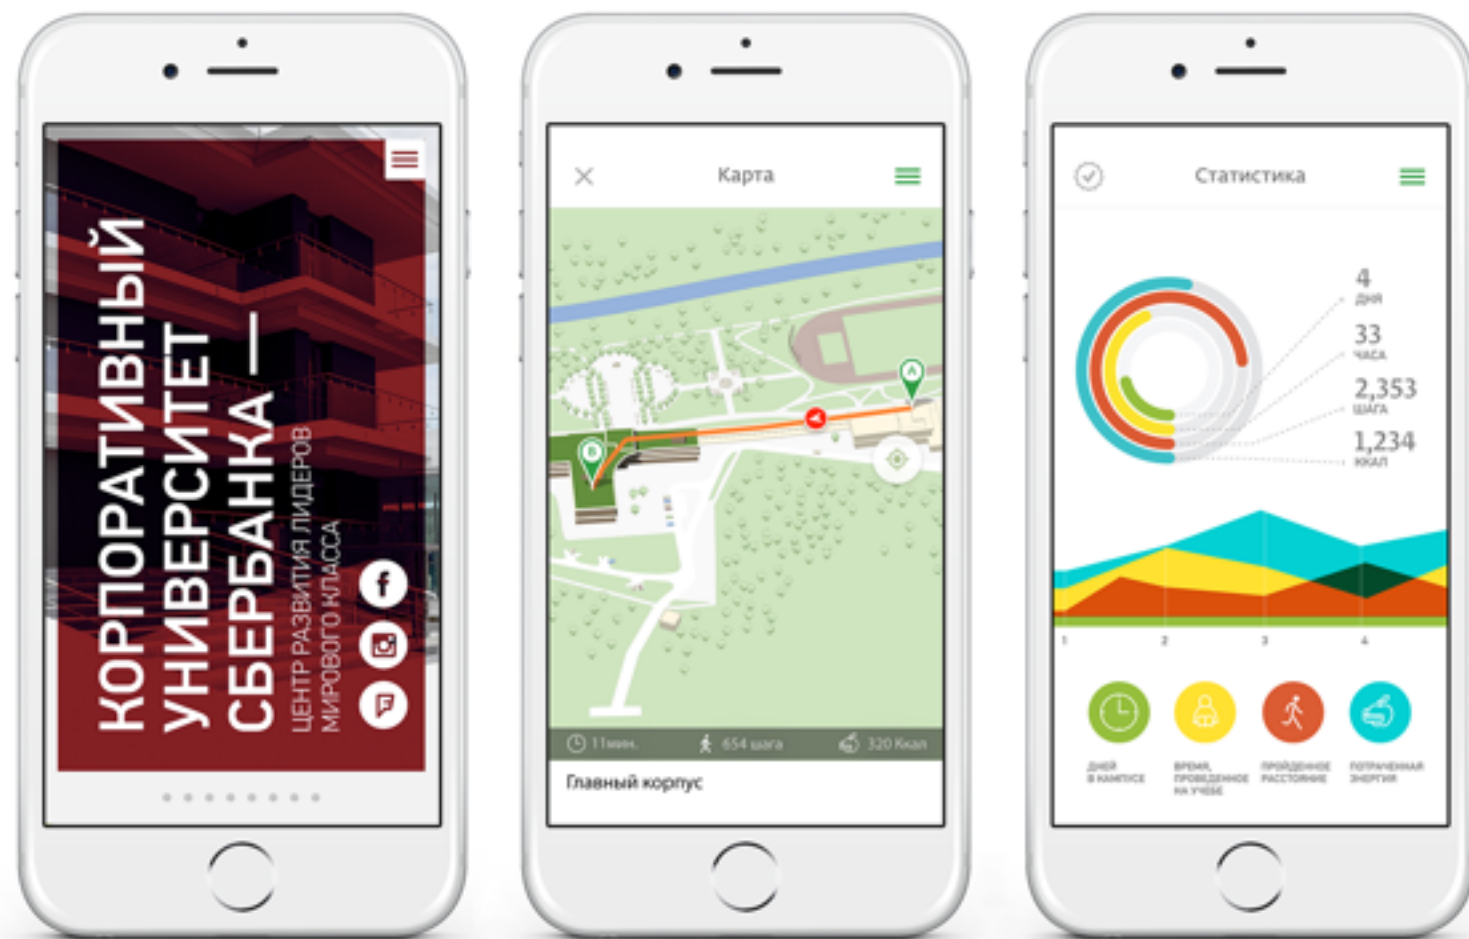 КОРПОРАТИВНЫЙ
УНИВЕРСИТЕТ
СБЕРБАНКА —
ЦЕНТР РАЗВИТИЯ ЛИДЕРОВ
МИРОВОГО КЛАССА
Карта
A
B
11мин.
654 шага
320 Ккал
Главный корпус
Статистика
4
ДНЯ
33
ЧАСА
2,353
ШАГА
1,234
ККАЛ
1
2
3
4
ДНЕЙ
В КАМПУСЕ
ВРЕМЯ,
ПРОВЕДЕННОЕ
НА УЧЁБЕ
ПРОЙДЕННОЕ
РАССТОЯНИЕ
ПОТРАЧЕННАЯ
ЭНЕРГИЯ